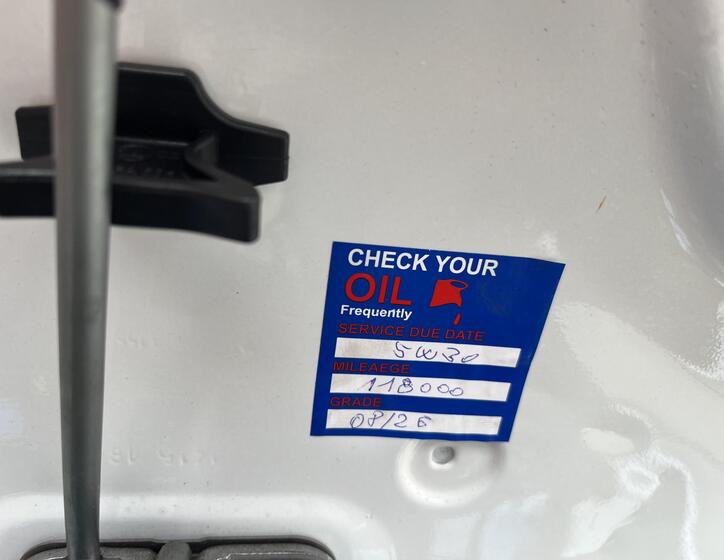 CHECK YOUR
OIL
Frequently
SERVICE DUE DATE
5W30
MILEAEGE
118000
GRADE
08/26